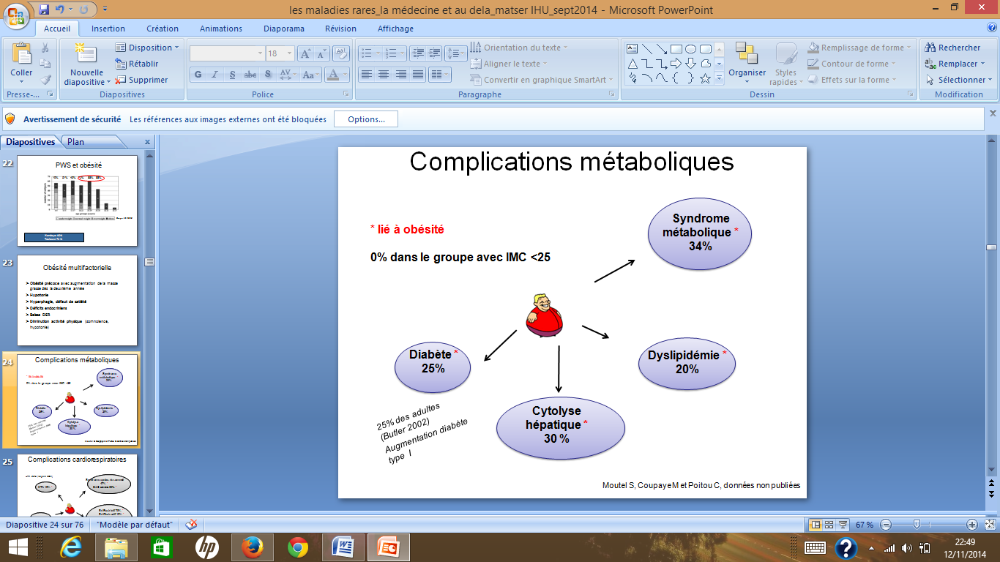 les maladies rares_la médecine et au dela_matser IHU_sept2014 - Microsoft PowerPoint
Accueil Insertion Création Animations Diaporama Révision Affichage
Coller
Presse-...
Nouvelle
diapositive
Disposition
Rétablir
Supprimer
Diapositives
18
G I S abc S AV Aa A
Police
Orientation du texte
Aligner le texte
Convertir en graphique SmartArt
Paragraphe
Organiser
Styles
rapides
Remplissage de forme
Contour de forme
Effets sur la forme
Dessin
Rechercher
Remplacer
Sélectionner
Modification
Avertissement de sécurité Les références aux images externes ont été bloquées Options...
Diapositives Plan x
22
PWS et obésité
23
Obésité multifactorielle
Obésité précoce avec augmentation de la masse
grasse dès la deuxième année
Hypotonie
Hyperphagie, défaut de satiété
Déficits endocriniens
Baisse DER
Diminution activité physique (somnolence,
hypotonie)
24
Complications métaboliques
25
Complications cardiorespiratoires
Complications métaboliques
* lié à obésité
0% dans le groupe avec IMC <25
Syndrome
métabolique *
34%
Diabète *
25%
Dyslipidémie *
20%
Cytolyse
hépatique *
30 %
25% des adultes
(Butler 2002)
Augmentation diabète
type I
Moutel S, Coupaye M et Poitou C, données non publiées
Diapositive 24 sur 76 "Modèle par défaut" 67 %
22:49
12/11/2014